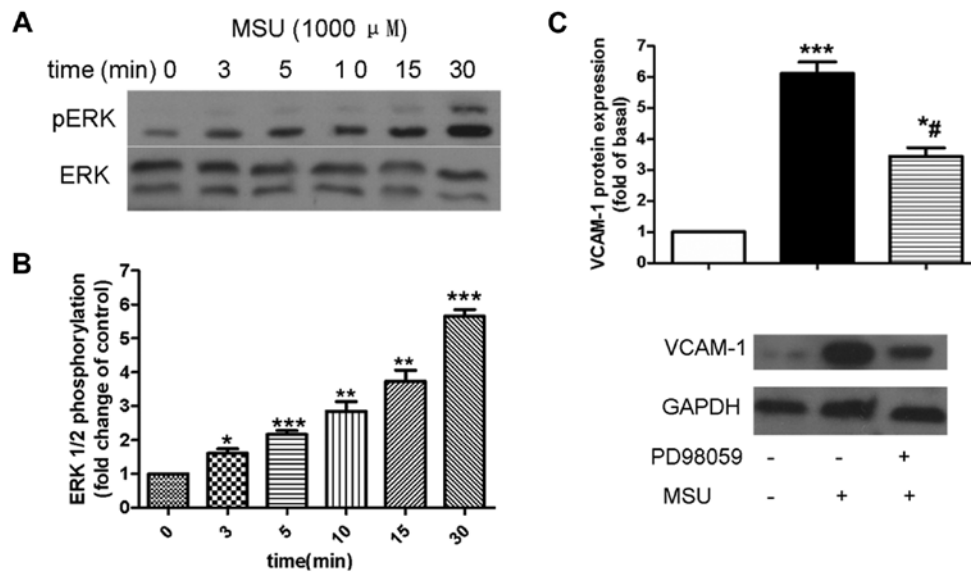 A
MSU (1000 μM)
time (min) 0 3 5 1 0 15 30
pERK
ERK
B
ERK 1/2 phosphorylation
(fold change of control)
7
6
5
4
3
2
1
0
*
***
**
**
***
0 3 5 10 15 30
time(min)
C
VCAM-1 protein expression
(fold of basal)
7
6
5
4
3
2
1
0
***
*#
VCAM-1
GAPDH
PD98059 - - +
MSU - + +